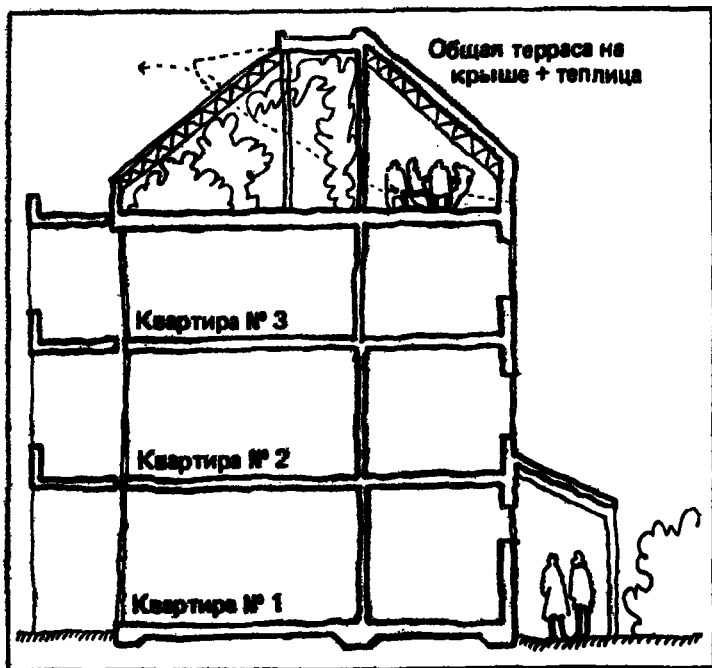 Общая терраса на
крыше + теплица
Квартира № 3
Квартира № 2
Квартира № 1